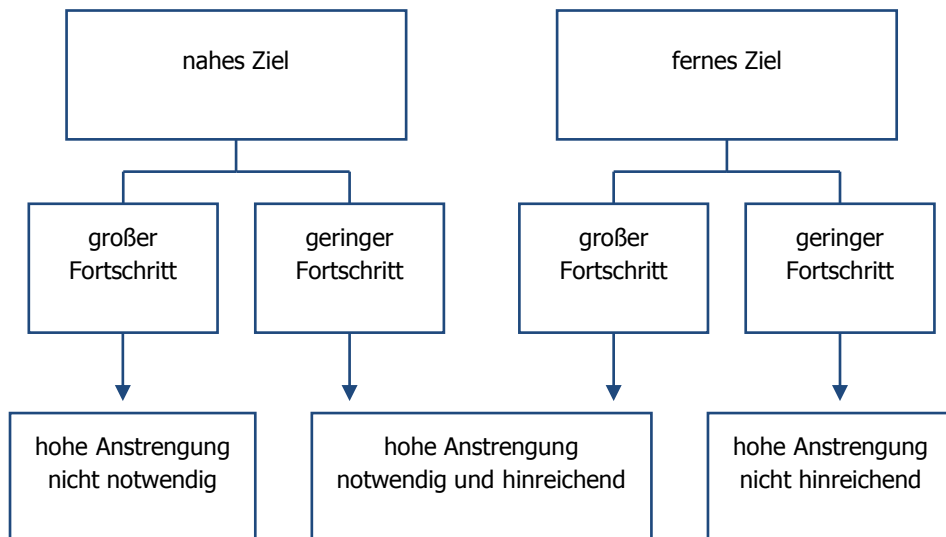 nahes Ziel
fernes Ziel
großer
Fortschritt
geringer
Fortschritt
großer
Fortschritt
geringer
Fortschritt
hohe Anstrengung
nicht notwendig
hohe Anstrengung
notwendig und hinreichend
hohe Anstrengung
nicht hinreichend